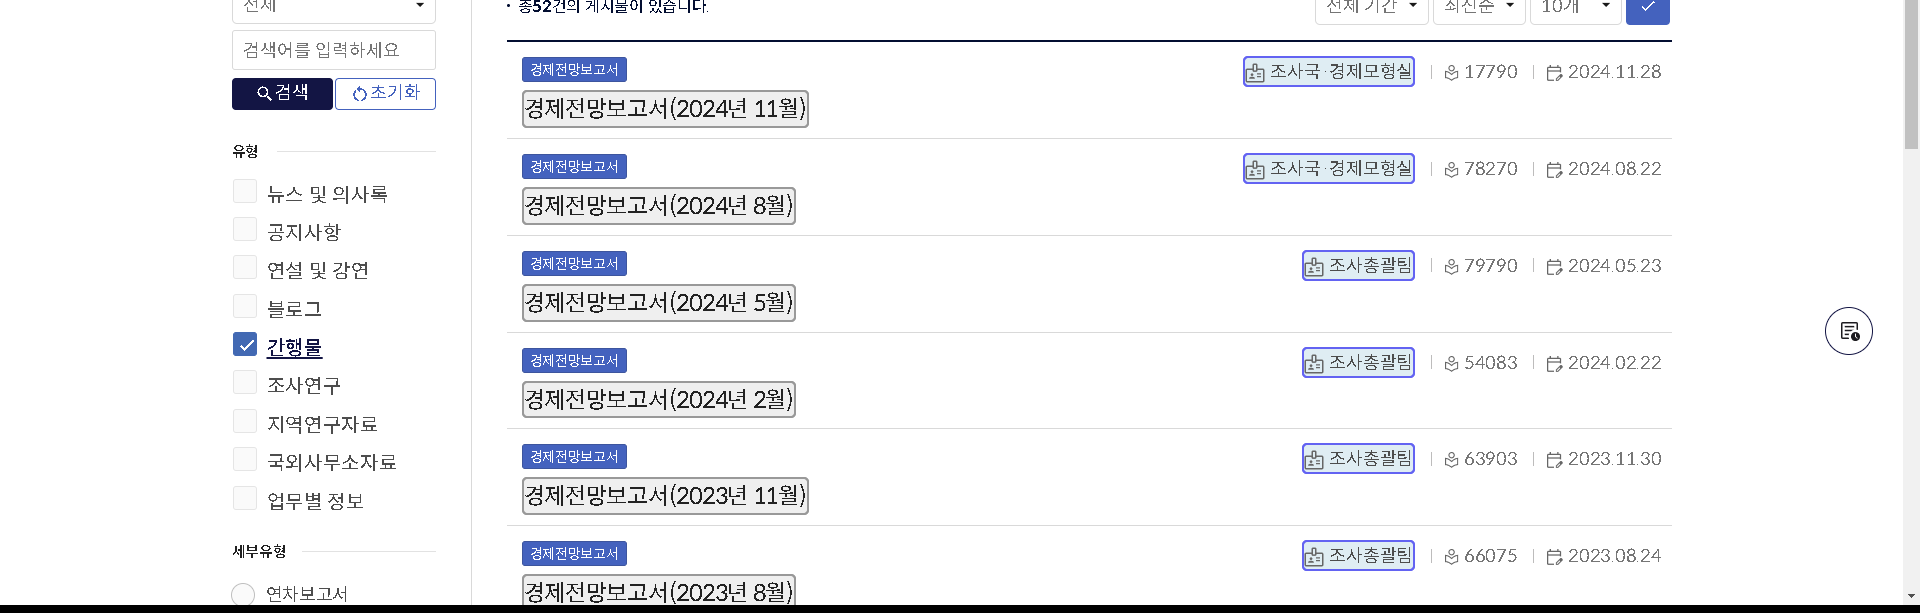 전체
· 총52건의 게시물이 있습니다.
전체 기간
최신순
10개
검색어를 입력하세요
검색
초기화
유형
뉴스 및 의사록
공지사항
연설 및 강연
블로그
간행물
조사연구
지역연구자료
국외사무소자료
업무별 정보
세부유형
연차보고서
경제전망보고서
조사국·경제모형실 17790 2024.11.28
경제전망보고서(2024년 11월)
경제전망보고서
조사국·경제모형실 78270 2024.08.22
경제전망보고서(2024년 8월)
경제전망보고서
조사총괄팀 79790 2024.05.23
경제전망보고서(2024년 5월)
경제전망보고서
조사총괄팀 54083 2024.02.22
경제전망보고서(2024년 2월)
경제전망보고서
조사총괄팀 63903 2023.11.30
경제전망보고서(2023년 11월)
경제전망보고서
조사총괄팀 66075 2023.08.24
경제전망보고서(2023년 8월)